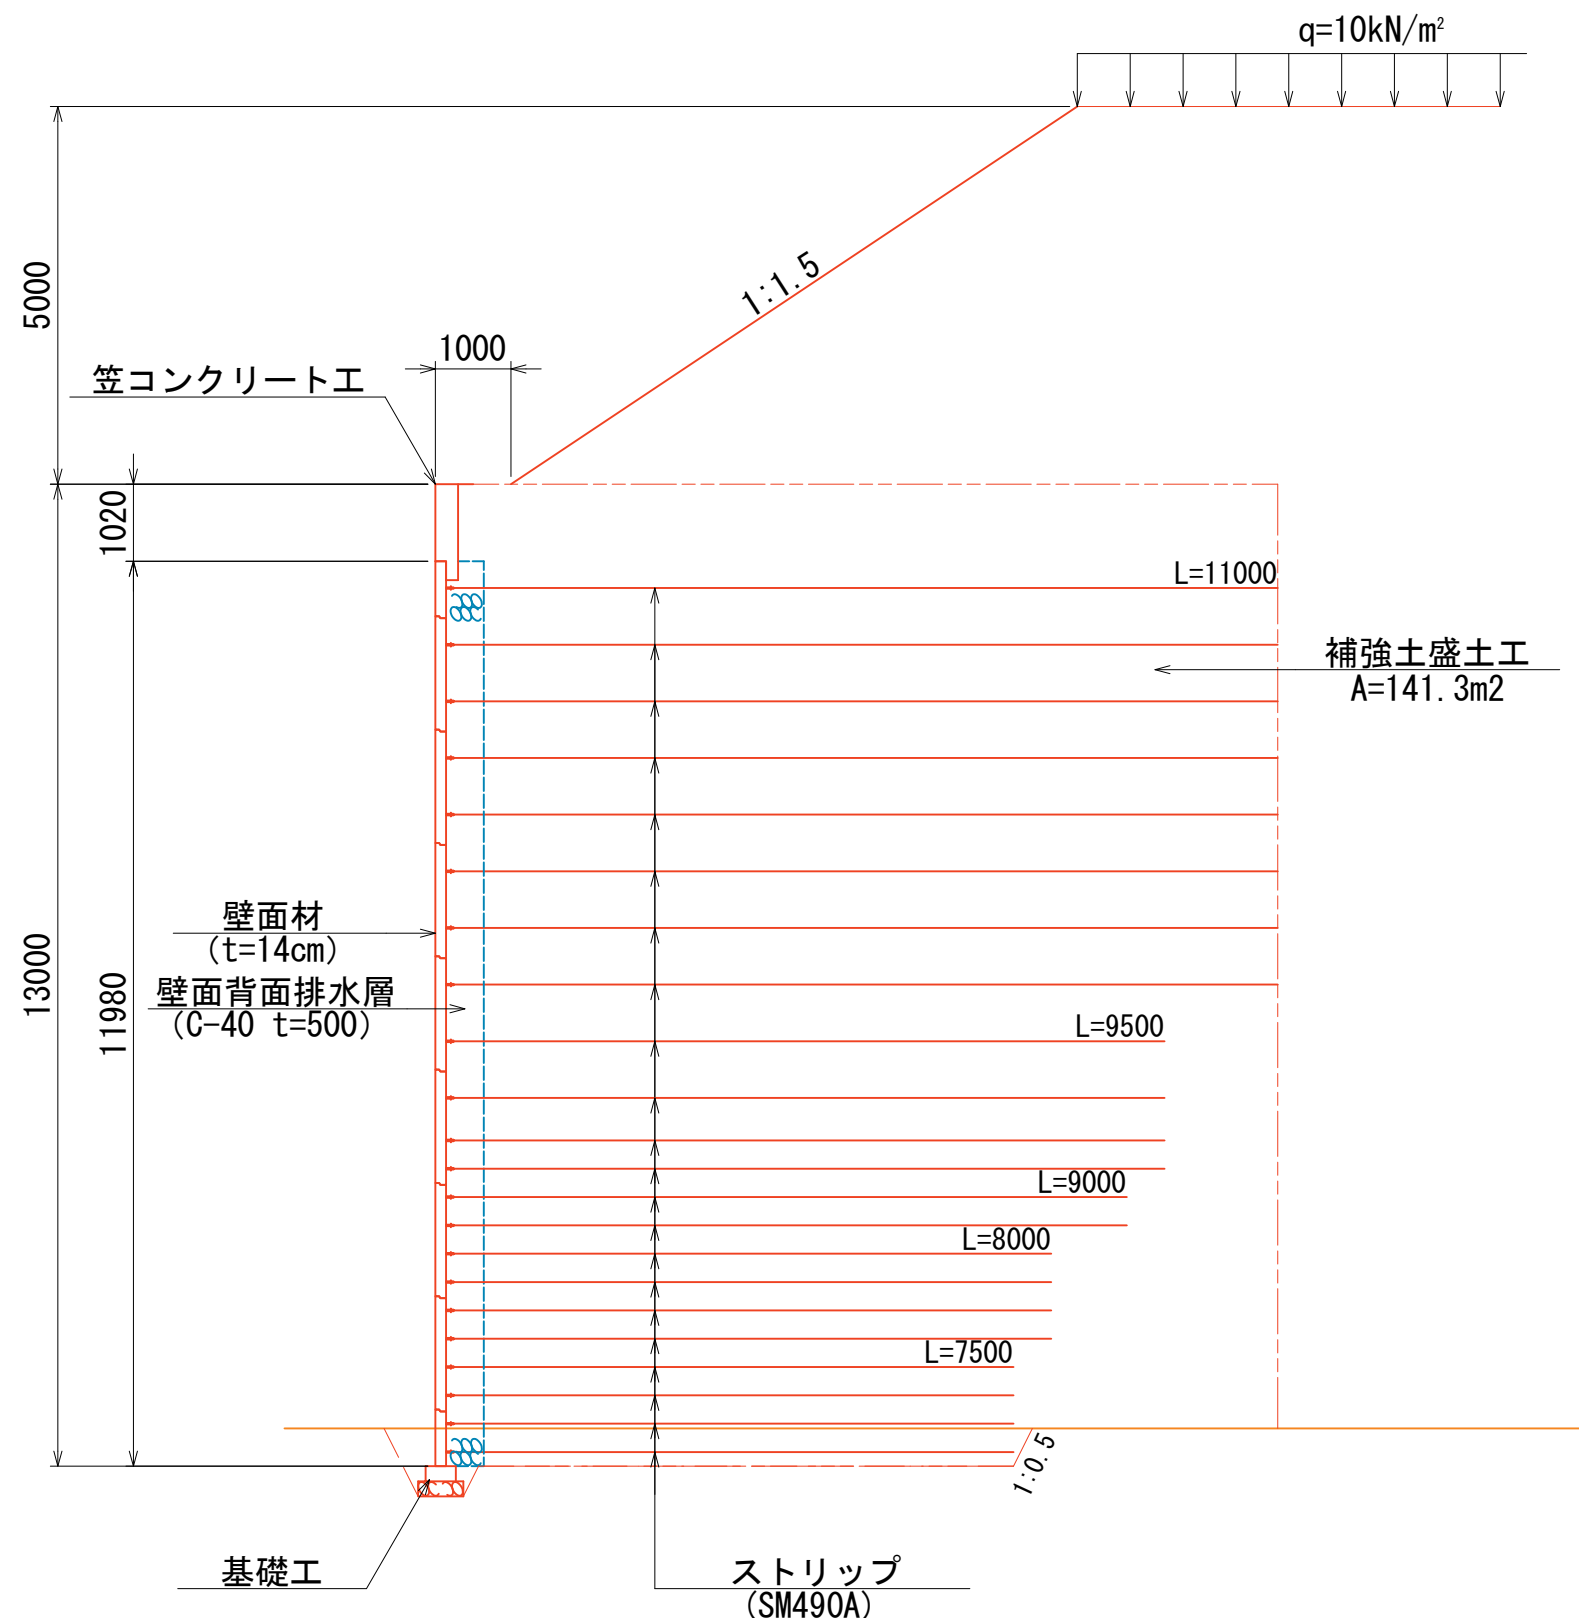 q=10kN/m²
5000
1:1.5
1000
笠コンクリート工
1020
L=11000
補強土盛土工
A=141.3m2
13000
11980
壁面材
(t=14cm)
壁面背面排水層
(C-40 t=500)
L=9500
L=9000
L=8000
L=7500
1:0.5
基礎工
ストリップ
(SM490A)